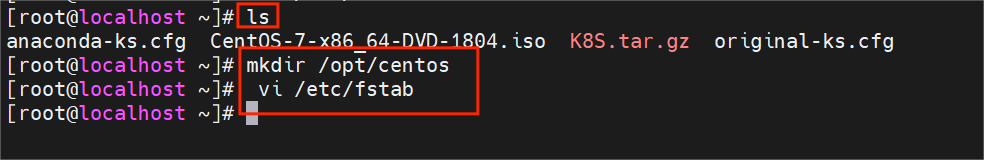 [root@localhost ~]# ls
anaconda-ks.cfg  CentOS-7-x86_64-DVD-1804.iso  K8S.tar.gz  original-ks.cfg
[root@localhost ~]# mkdir /opt/centos
[root@localhost ~]#  vi /etc/fstab
[root@localhost ~]#